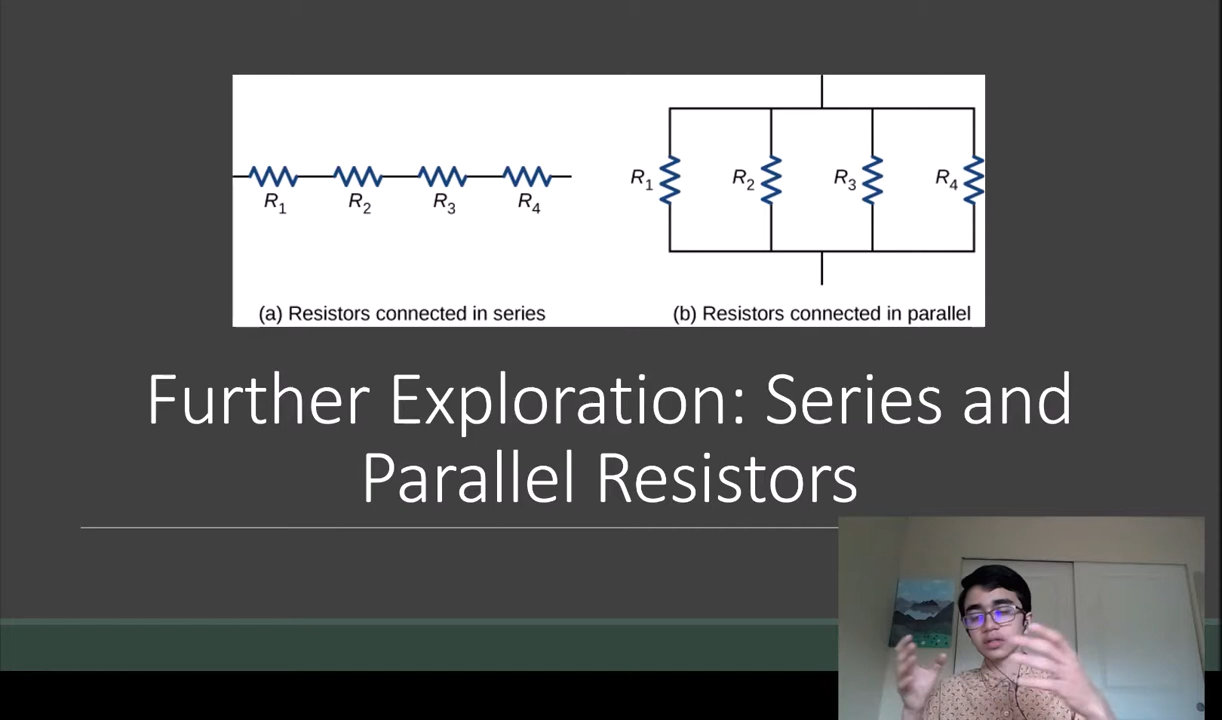 R1 R2 R3 R4
R1 R2 R3 R4
(a) Resistors connected in series
(b) Resistors connected in parallel
Further Exploration: Series and
Parallel Resistors